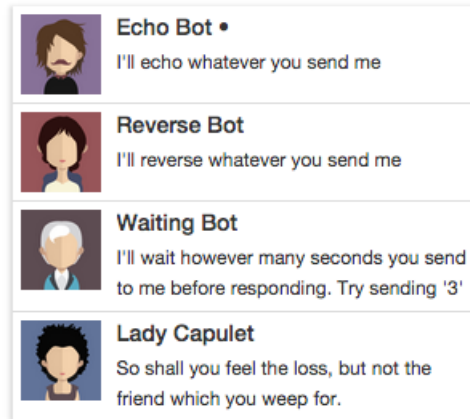 Echo Bot •
I'll echo whatever you send me
Reverse Bot
I'll reverse whatever you send me
Waiting Bot
I'll wait however many seconds you send
to me before responding. Try sending '3'
Lady Capulet
So shall you feel the loss, but not the
friend which you weep for.